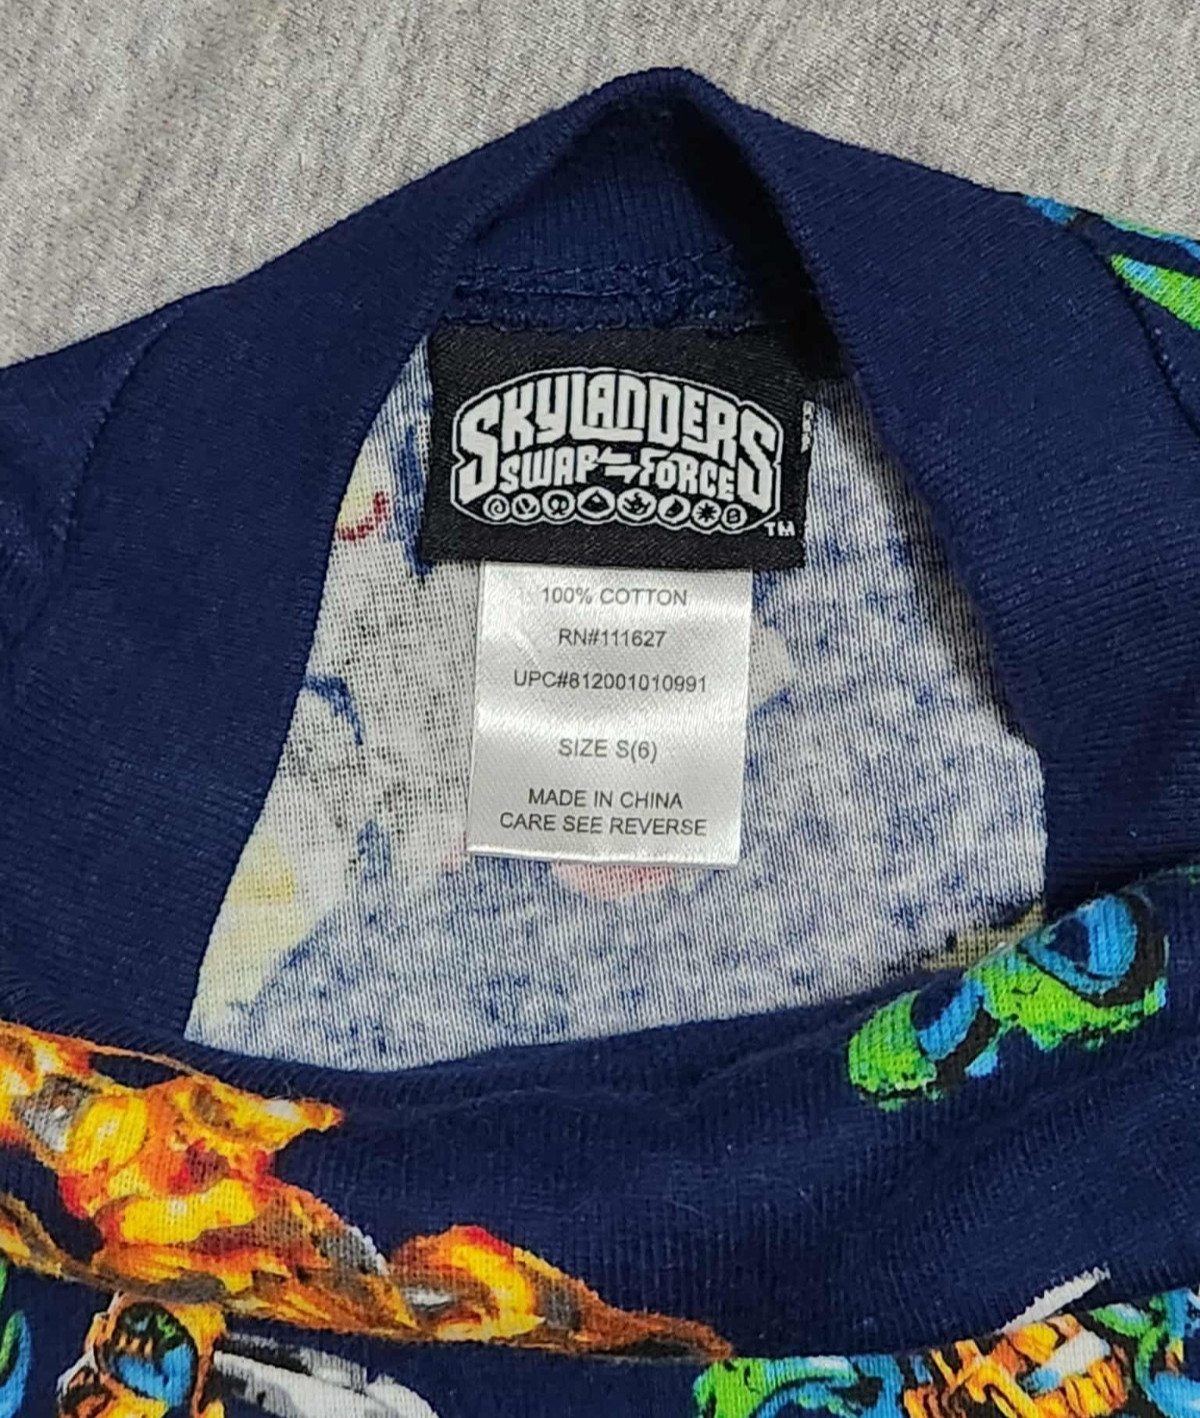 SKYLANDERS
SWAP FORCE
TM
100% COTTON
RN#111627
UPC#812001010991
SIZE S(6)
MADE IN CHINA
CARE SEE REVERSE